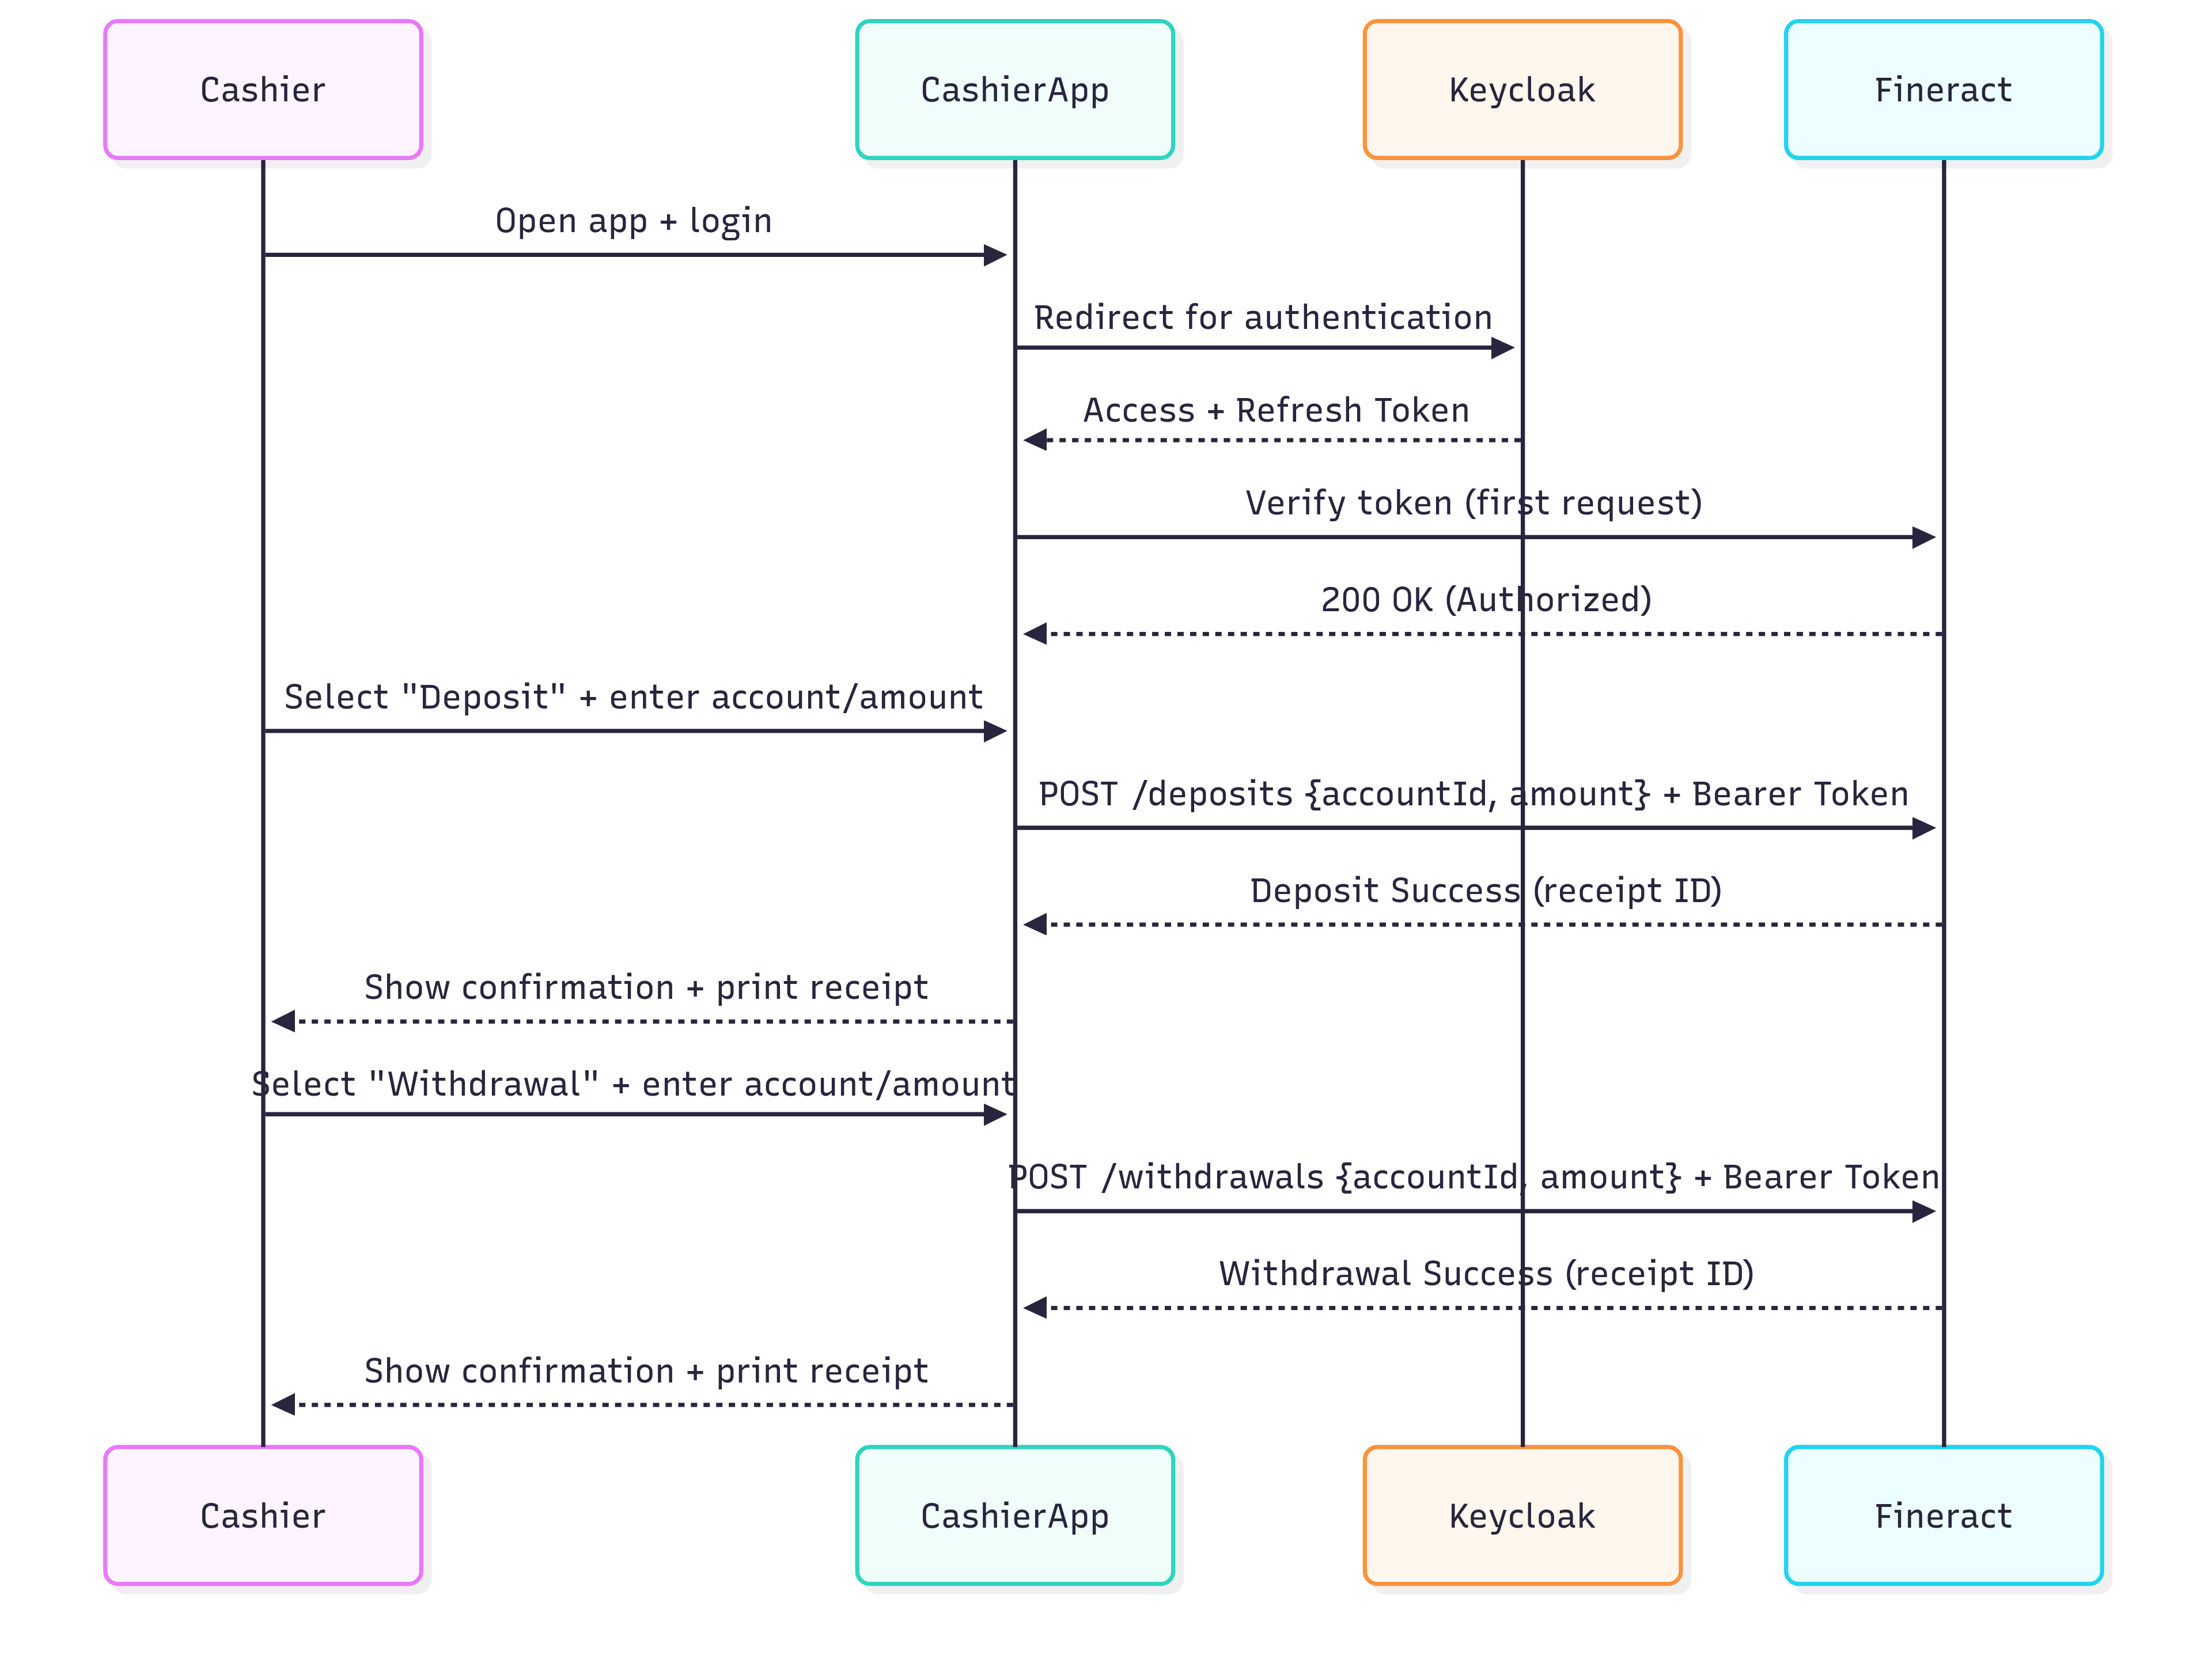 Cashier
CashierApp
Keycloak
Fineract
Open app + login
Redirect for authentication
Access + Refresh Token
Verify token (first request)
200 OK (Authorized)
Select "Deposit" + enter account/amount
POST /deposits {accountId, amount} + Bearer Token
Deposit Success (receipt ID)
Show confirmation + print receipt
Select "Withdrawal" + enter account/amount
POST /withdrawals {accountId, amount} + Bearer Token
Withdrawal Success (receipt ID)
Show confirmation + print receipt
Cashier
CashierApp
Keycloak
Fineract